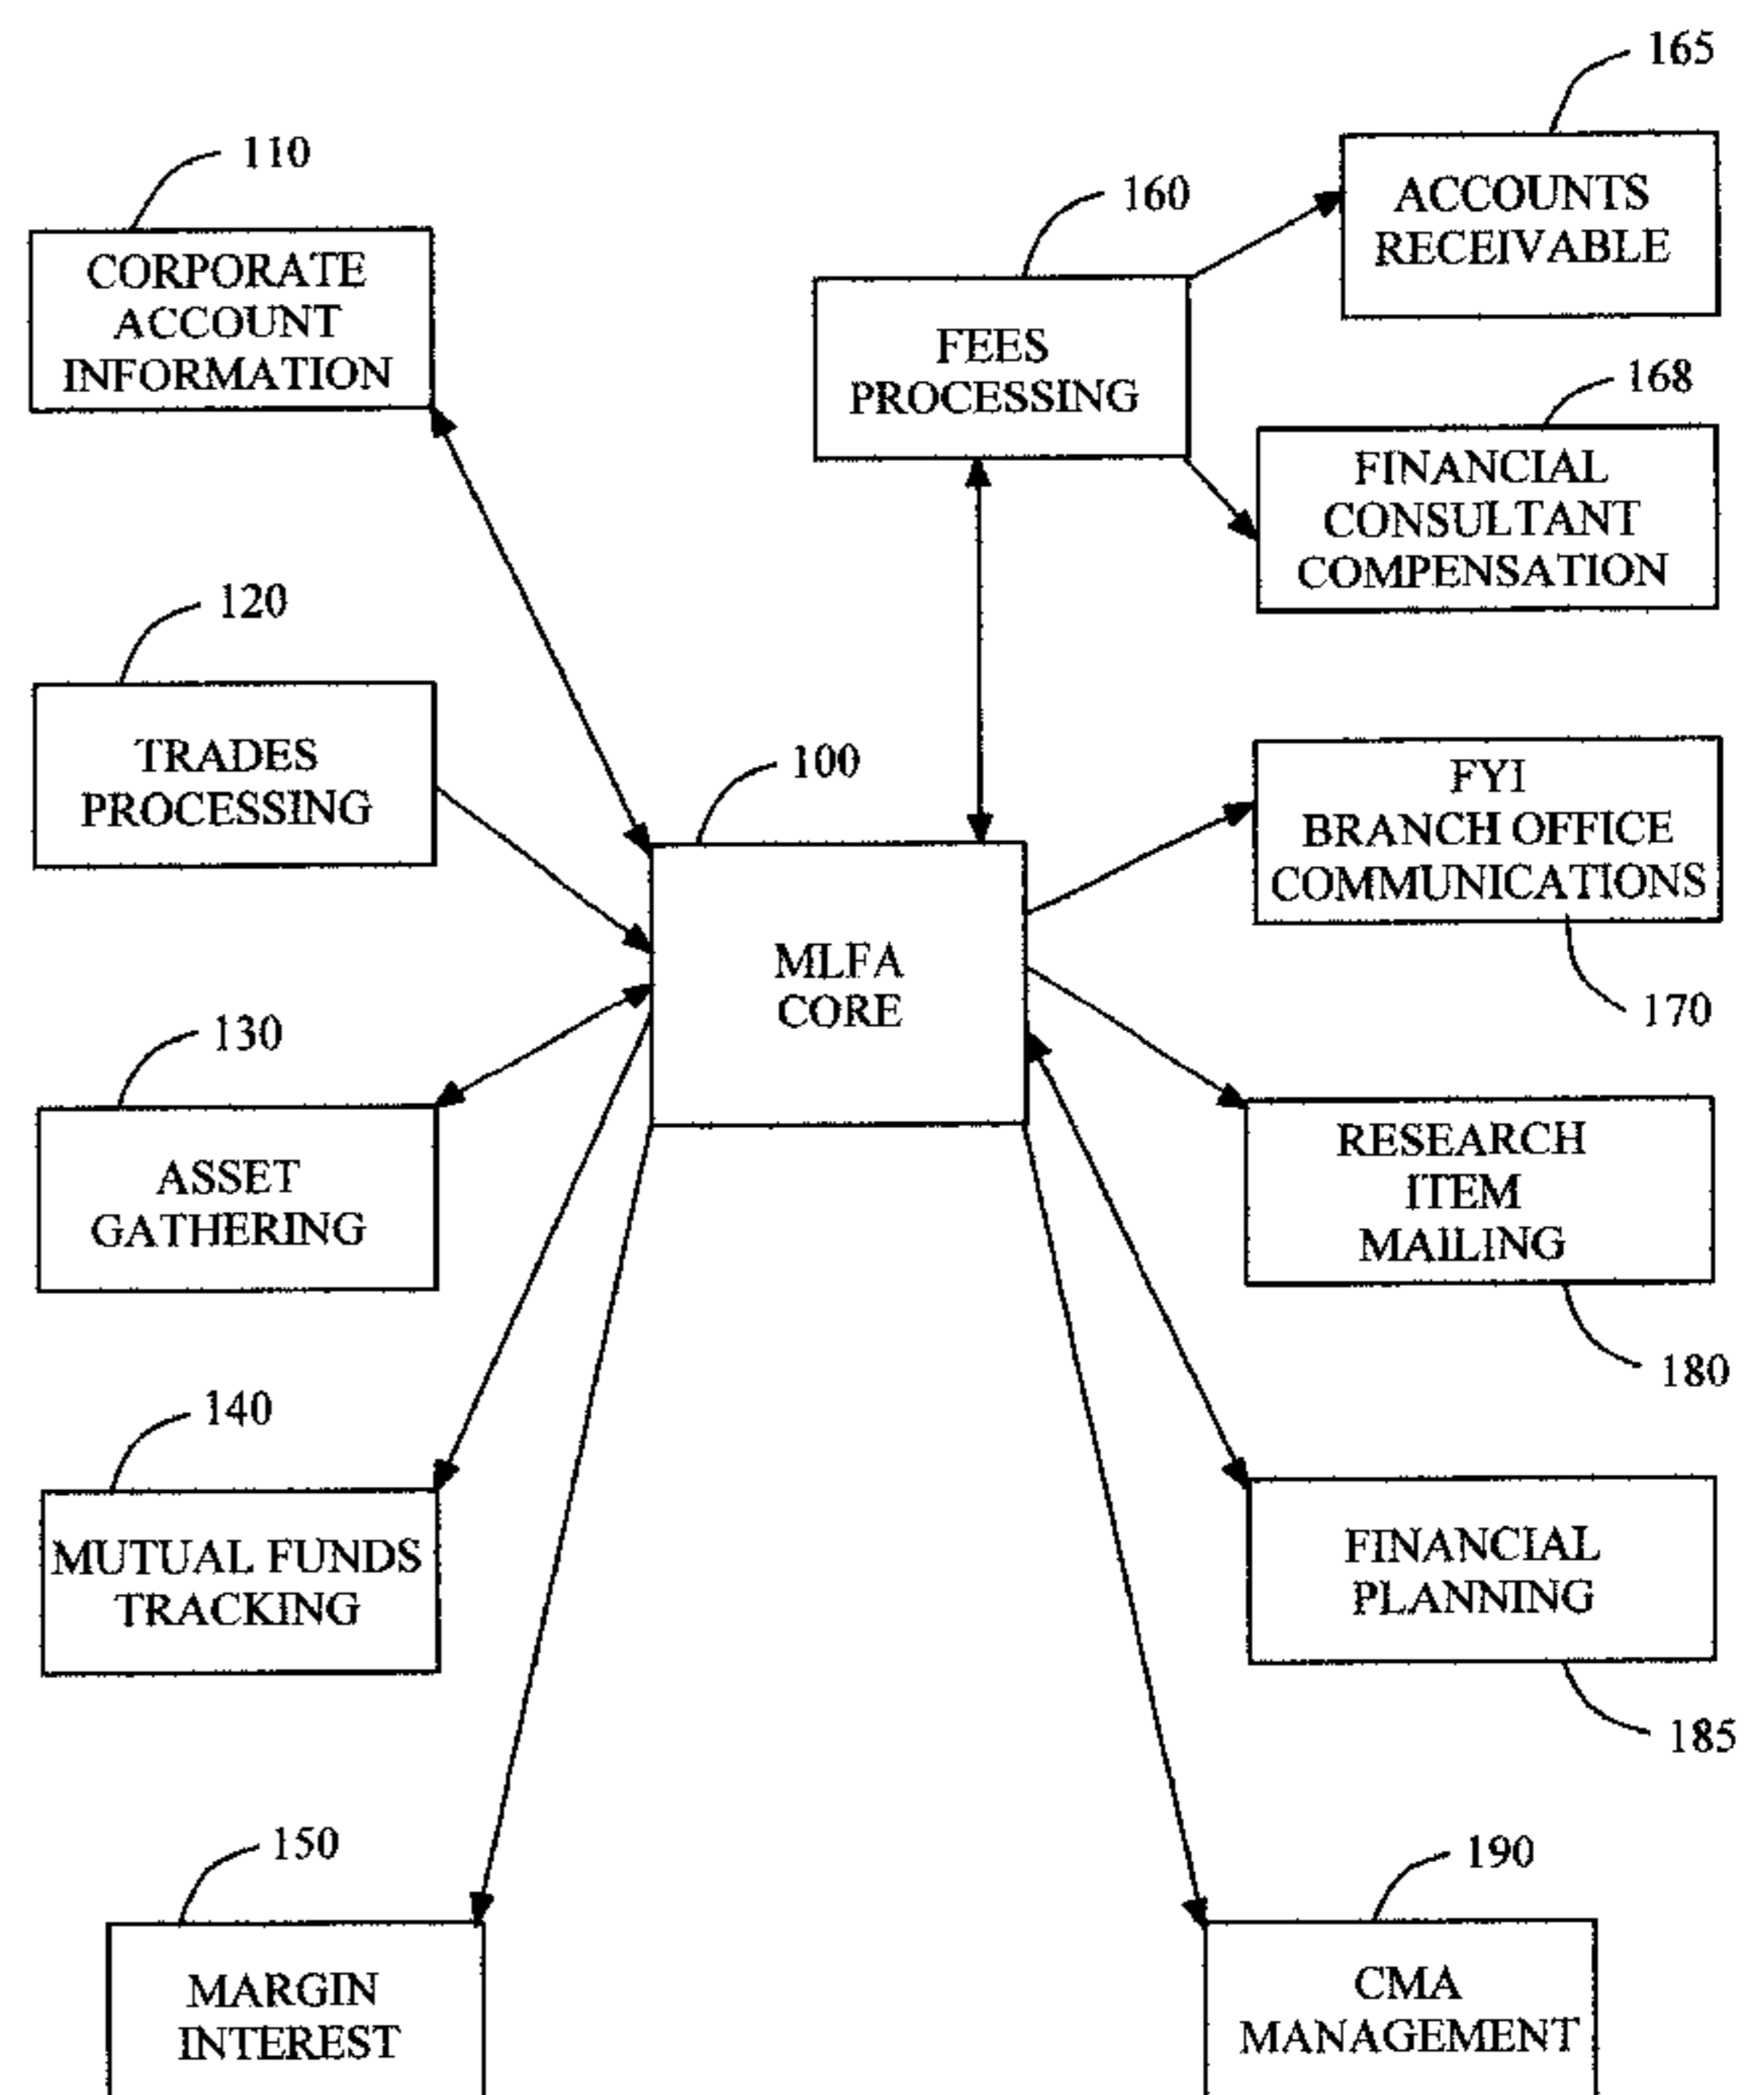 165
110
ACCOUNTS
RECEIVABLE
160
CORPORATE
ACCOUNT
INFORMATION
FEES
PROCESSING
168
FINANCIAL
CONSULTANT
COMPENSATION
120
TRADES
PROCESSING
100
FYI
BRANCH OFFICE
COMMUNICATIONS
MLFA
CORE
170
130
ASSET
GATHERING
RESEARCH
ITEM
MAILING
180
140
MUTUAL FUNDS
TRACKING
FINANCIAL
PLANNING
185
150
MARGIN
INTEREST
190
CMA
MANAGEMENT